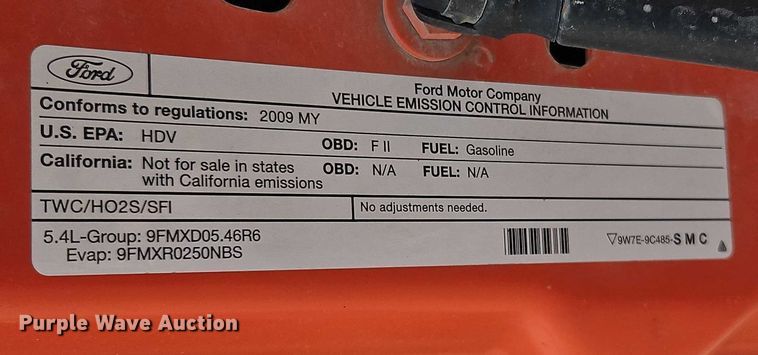 Ford
Ford Motor Company
VEHICLE EMISSION CONTROL INFORMATION
Conforms to regulations: 2009 MY
U.S. EPA: HDV OBD: F II FUEL: Gasoline
California: Not for sale in states OBD: N/A FUEL: N/A
with California emissions
TWC/HO2S/SFI No adjustments needed.
5.4L-Group: 9FMXD05.46R6
Evap: 9FMXR0250NBS
▽9W7E-9C485-SMC
Purple Wave Auction